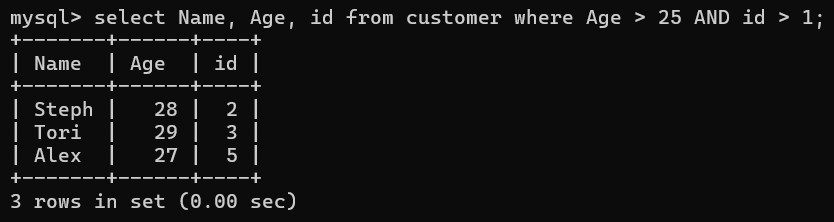 mysql> select Name, Age, id from customer where Age > 25 AND id > 1;
+-------+------+----+
| Name  | Age  | id |
+-------+------+----+
| Steph |   28 |  2 |
| Tori  |   29 |  3 |
| Alex  |   27 |  5 |
+-------+------+----+
3 rows in set (0.00 sec)